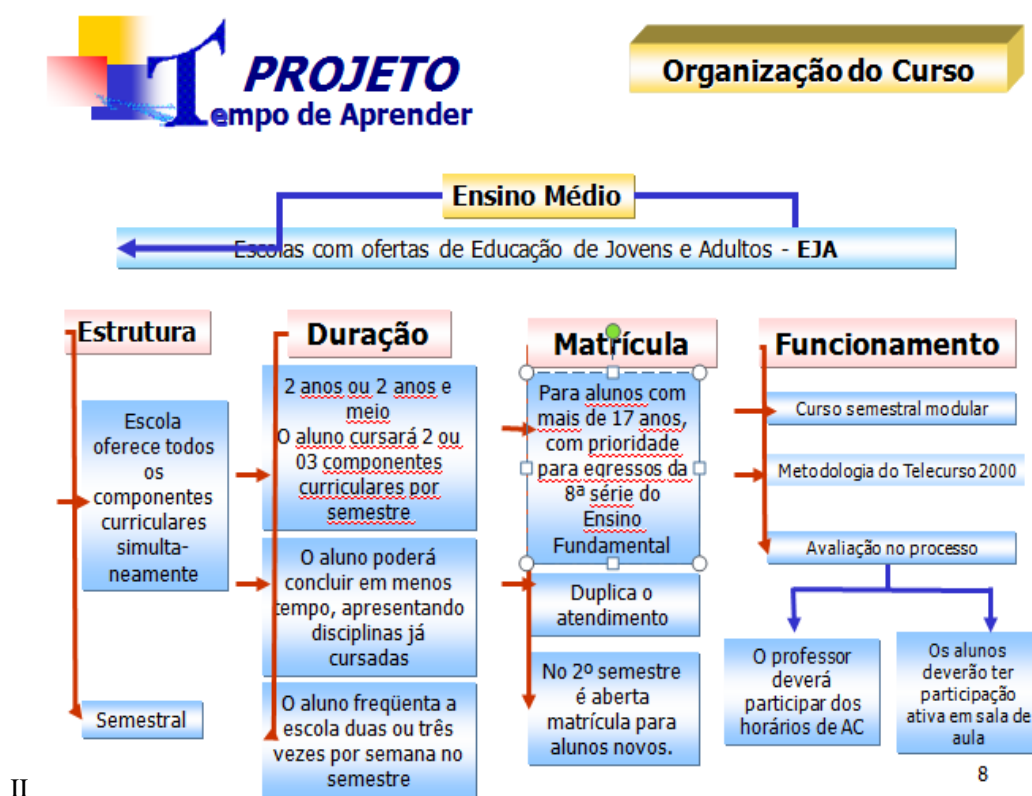 PROJETO
Tempo de Aprender
Organização do Curso
Ensino Médio
Escolas com ofertas de Educação de Jovens e Adultos - EJA
Estrutura
Escola
oferece todos
os
componentes
curriculares
simulta-
neamente
Semestral
Duração
2 anos ou 2 anos e
meio
O aluno cursará 2 ou
03 componentes
curriculares por
semestre
O aluno poderá
concluir em menos
tempo, apresentando
disciplinas já
cursadas
O aluno freqüenta a
escola duas ou três
vezes por semana no
semestre
Matrícula
Para alunos com
mais de 17 anos,
com prioridade
para egressos da
8ª série do
Ensino
Fundamental
Duplica o
atendimento
No 2º semestre
é aberta
matrícula para
alunos novos.
Funcionamento
Curso semestral modular
Metodologia do Telecurso 2000
Avaliação no processo
O professor
deverá
participar dos
horários de AC
Os alunos
deverão ter
participação
ativa em sala de
aula
8
II